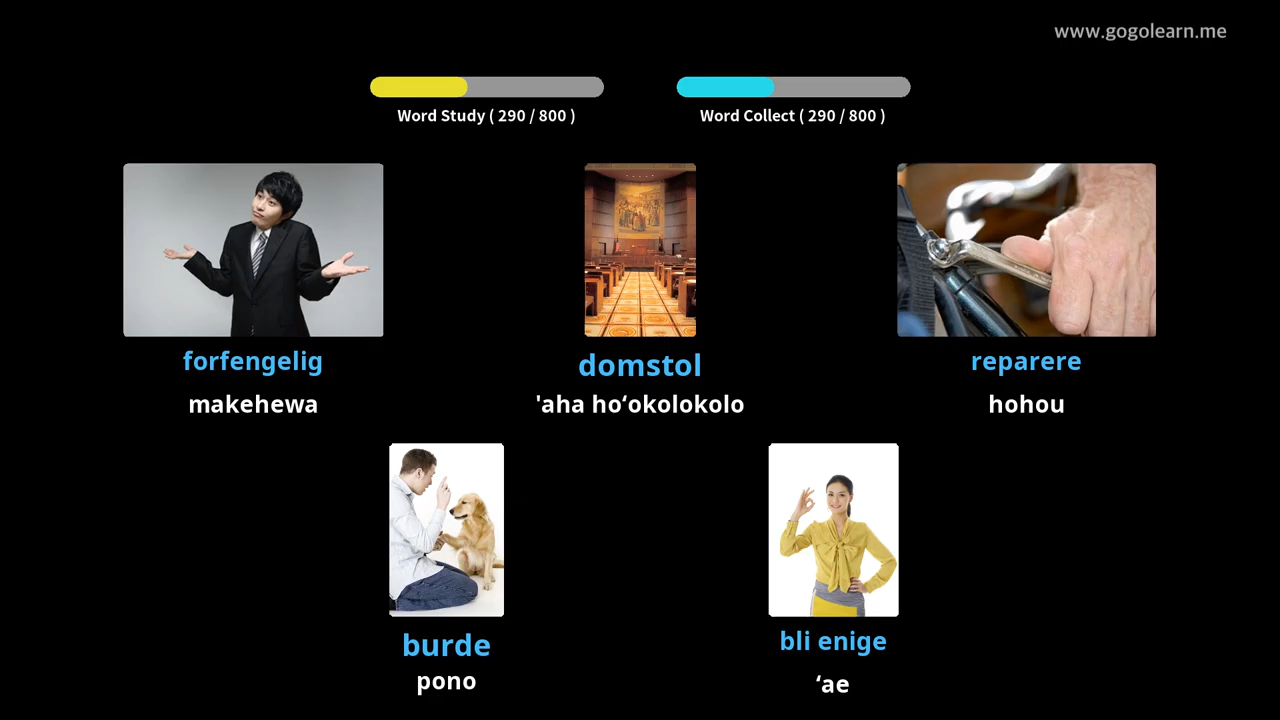 www.gogolearn.me
Word Study ( 290 / 800 )
Word Collect ( 290 / 800 )
forfengelig
domstol
reparere
makehewa
'aha hoʻokolokolo
hohou
burde
bli enige
pono
ʻae